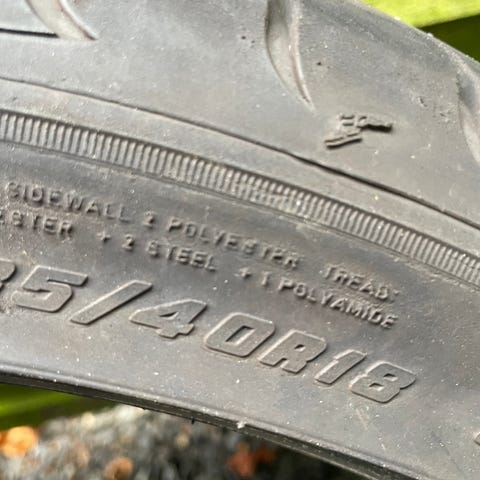 SIDEWALL 2 POLYESTER TREAD:
ESTER + 2 STEEL + 1 POLYAMIDE
35/40R18